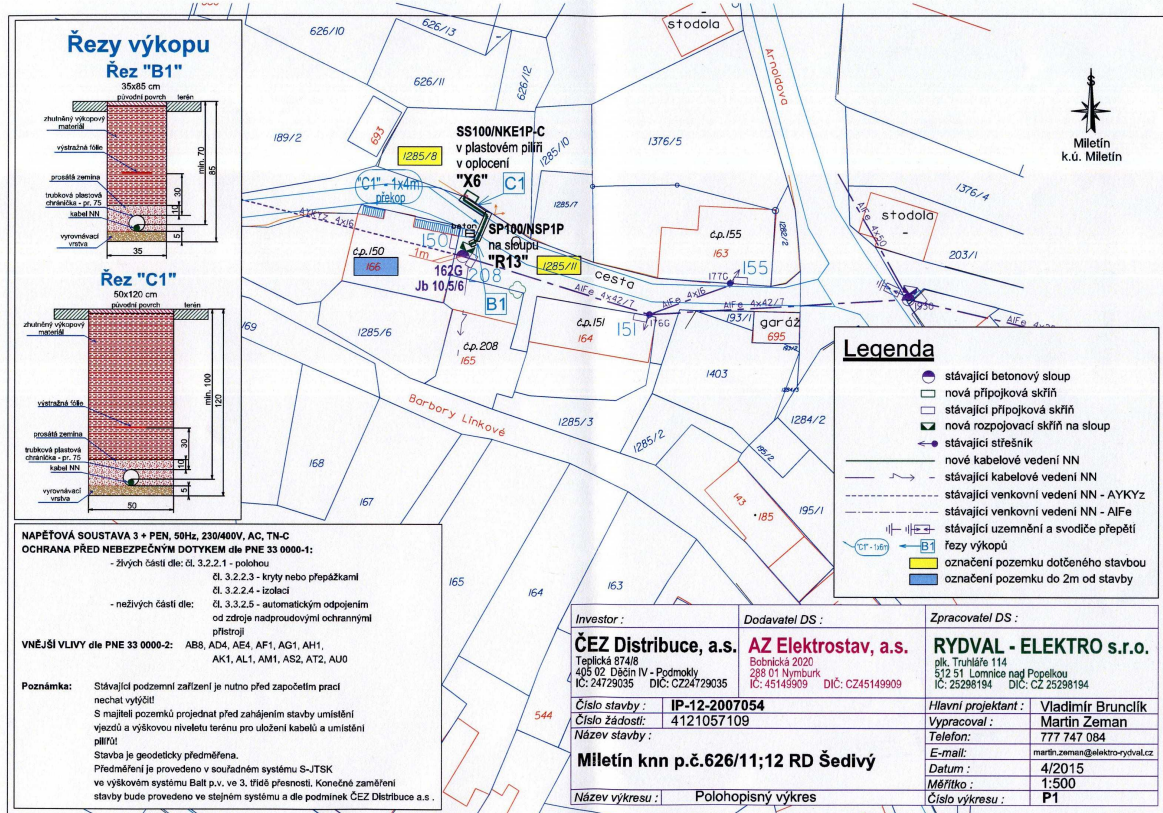 Řezy výkopu
Řez "B1"
35x85 cm
původní povrch
terén
zhutněný výkopový
materiál
výstražná fólie
prosátá zemina
trubková plastová
chránička - pr. 75
kabel NN
vyrovnávací
vrstva
min. 70
85
30
10
5
35
Řez "C1"
50x120 cm
původní povrch
terén
zhutněný výkopový
materiál
výstražná fólie
prosátá zemina
trubková plastová
chránička - pr. 75
kabel NN
vyrovnávací
vrstva
min. 100
120
30
10
5
50
626/10
626/13
626/11
626/12
stodola
Arnoldova
S
Miletín
k.ú. Miletín
189/2
693
1285/8
SS100/NKE1P-C
v plastovém pilíři
v oplocení
"X6"
C1
1285/10
1376/5
1376/4
"C1" - 1x4m
překop
1285/7
AYKYz 4x16
beton
150
1m
SP100/NSP1P
na sloupu
"R13"
č.p.150
166
162G
Jb 10,5/6
208
B1
1285/11
cesta
č.p.155
163
1282/2
177G
155
AlFe 4x50
stodola
203/1
193G
AlFe 4x42/7
AlFe 4x16
AlFe 4x42/7
193/1
garáž
695
169
1285/6
č.p.208
165
č.p.151
164
151
176G
1403
1284/3
1284/2
Barbory Linkové
1285/3
1285/2
195/2
168
167
143
185
195/1
165
164
163
544
Legenda
stávající betonový sloup
nová přípojková skříň
stávající přípojková skříň
nová rozpojovací skříň na sloup
stávající střešník
nové kabelové vedení NN
stávající kabelové vedení NN
stávající venkovní vedení NN - AYKYz
stávající venkovní vedení NN - AlFe
stávající uzemnění a svodiče přepětí
"C1" - 1x6m B1 řezy výkopů
označení pozemku dotčeného stavbou
označení pozemku do 2m od stavby
NAPĚŤOVÁ SOUSTAVA 3 + PEN, 50Hz, 230/400V, AC, TN-C
OCHRANA PŘED NEBEZPEČNÝM DOTYKEM dle PNE 33 0000-1:
- živých částí dle: čl. 3.2.2.1 - polohou
čl. 3.2.2.3 - kryty nebo přepážkami
čl. 3.2.2.4 - izolací
- neživých částí dle: čl. 3.3.2.5 - automatickým odpojením
od zdroje nadproudovými ochrannými
přístroji
VNĚJŠÍ VLIVY dle PNE 33 0000-2: AB8, AD4, AE4, AF1, AG1, AH1,
AK1, AL1, AM1, AS2, AT2, AU0
Poznámka: Stávající podzemní zařízení je nutno před započetím prací
nechat vytýčit!
S majiteli pozemků projednat před zahájením stavby umístění
vjezdů a výškovou niveletu terénu pro uložení kabelů a umístění
pilířů!
Stavba je geodeticky předměřena.
Předměření je provedeno v souřadném systému S-JTSK
ve výškovém systému Balt p.v. ve 3. třídě přesnosti. Konečné zaměření
stavby bude provedeno ve stejném systému a dle podmínek ČEZ Distribuce a.s .
Investor :
ČEZ Distribuce, a.s.
Teplická 874/8
405 02 Děčín IV - Podmokly
IČ: 24729035 DIČ: CZ24729035
Dodavatel DS :
AZ Elektrostav, a.s.
Bobnická 2020
288 01 Nymburk
IČ: 45149909 DIČ: CZ45149909
Zpracovatel DS :
RYDVAL - ELEKTRO s.r.o.
plk. Truhláře 114
512 51 Lomnice nad Popelkou
IČ: 25298194 DIČ: CZ 25298194
Číslo stavby : IP-12-2007054
Číslo žádosti: 4121057109
Název stavby :
Miletín knn p.č.626/11;12 RD Šedivý
Název výkresu : Polohopisný výkres
Hlavní projektant : Vladimír Brunclík
Vypracoval : Martin Zeman
Telefon: 777 747 084
E-mail: martin.zeman@elektro-rydval.cz
Datum : 4/2015
Měřítko : 1:500
Číslo výkresu : P1